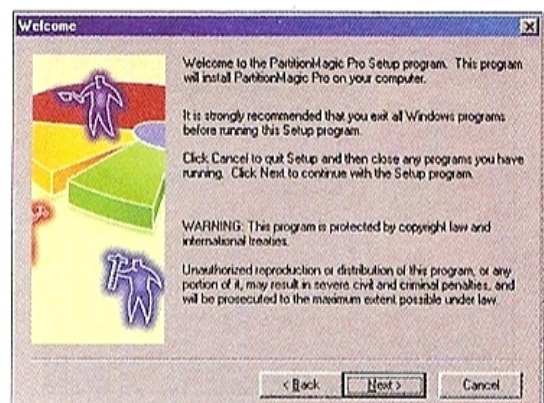 Welcome
Welcome to the PartitionMagic Pro Setup program. This program
will install PartitionMagic Pro on your computer.
It is strongly recommended that you exit all Windows programs
before running this Setup program.
Click Cancel to quit Setup and then close any programs you have
running. Click Next to continue with the Setup program.
WARNING: This program is protected by copyright law and
international treaties.
Unauthorized reproduction or distribution of this program, or any
portion of it, may result in severe civil and criminal penalties, and
will be prosecuted to the maximum extent possible under law.
< Back Next > Cancel